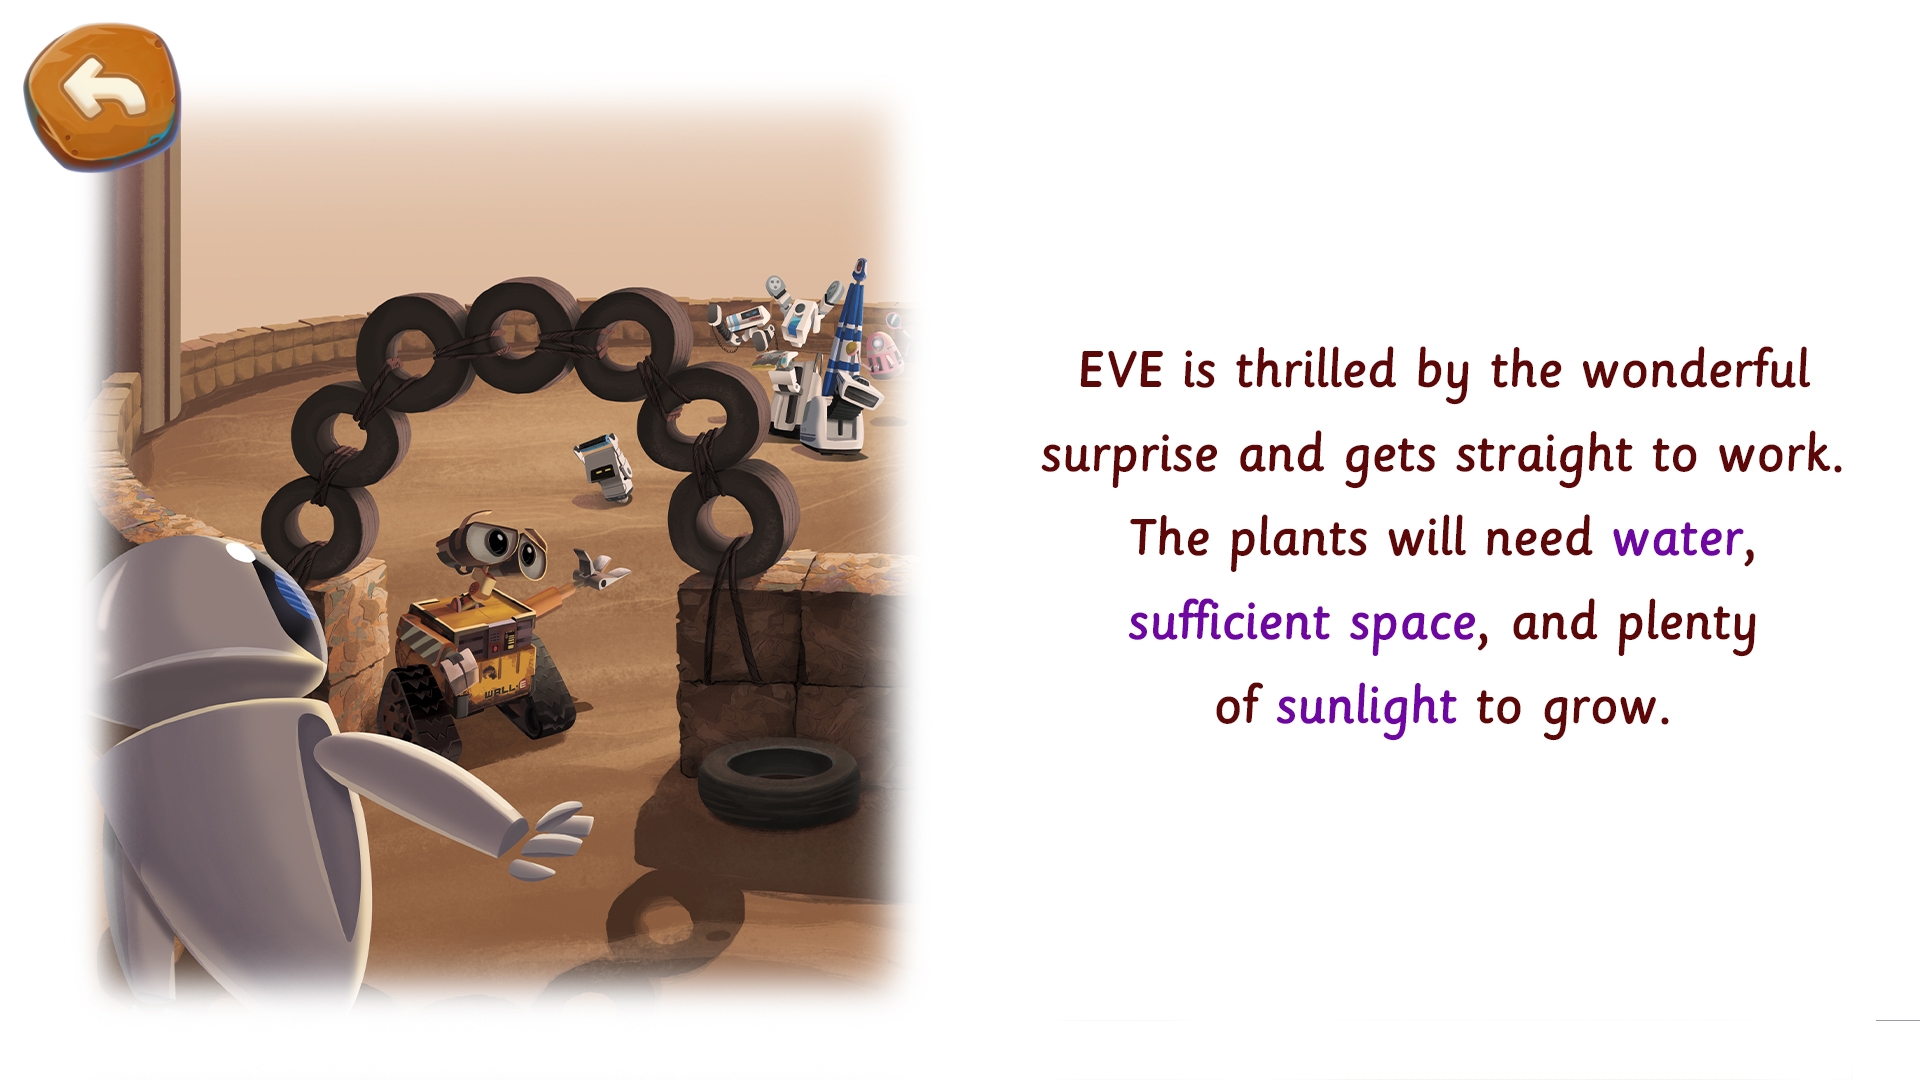 EVE is thrilled by the wonderful
surprise and gets straight to work.
The plants will need water,
sufficient space, and plenty
of sunlight to grow.
WALL-E